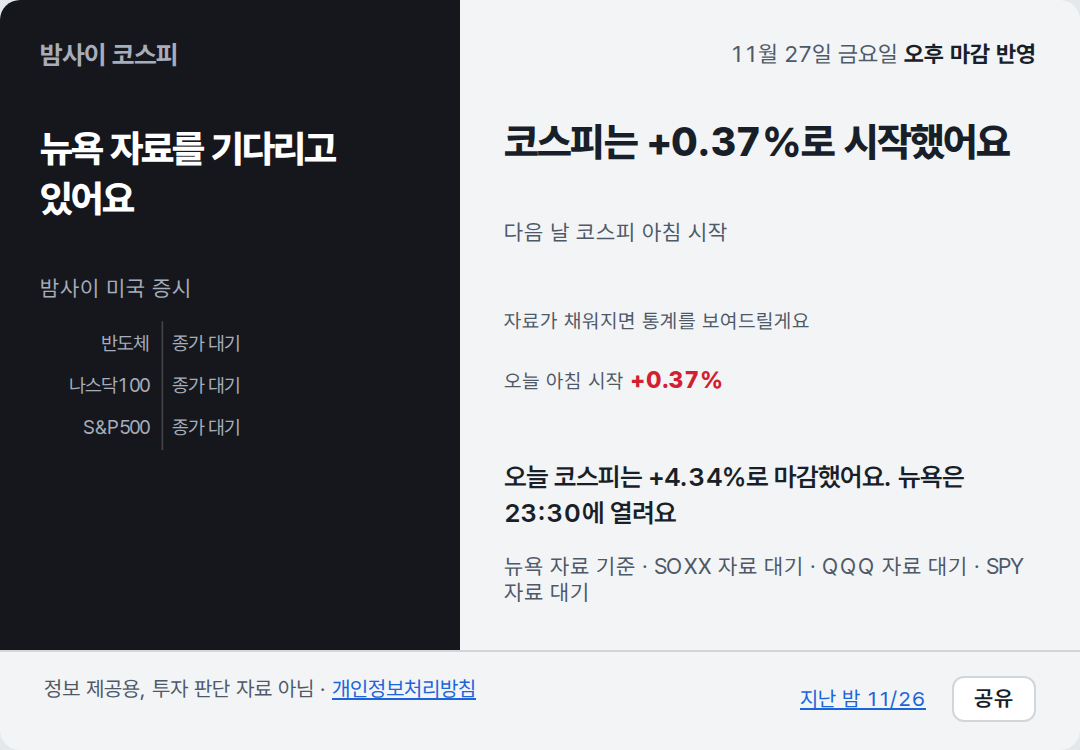 밤사이 코스피
뉴욕 자료를 기다리고
있어요
밤사이 미국 증시
반도체 종가 대기
나스닥100 종가 대기
S&P500 종가 대기
11월 27일 금요일 오후 마감 반영
코스피는 +0.37%로 시작했어요
다음 날 코스피 아침 시작
자료가 채워지면 통계를 보여드릴게요
오늘 아침 시작 +0.37%
오늘 코스피는 +4.34%로 마감했어요. 뉴욕은
23:30에 열려요
뉴욕 자료 기준 · SOXX 자료 대기 · QQQ 자료 대기 · SPY
자료 대기
정보 제공용, 투자 판단 자료 아님 · 개인정보처리방침
지난 밤 11/26
공유